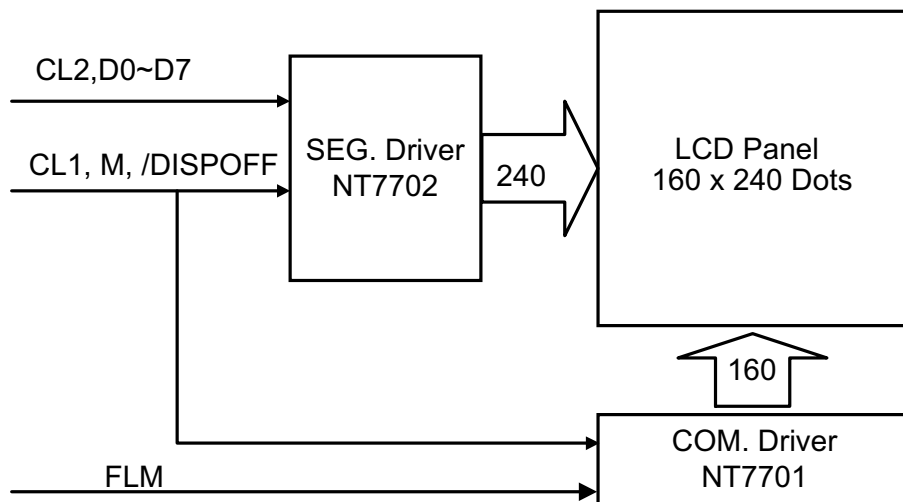 CL2,D0~D7
CL1, M, /DISPOFF
SEG. Driver
NT7702
240
LCD Panel
160 x 240 Dots
160
COM. Driver
NT7701
FLM